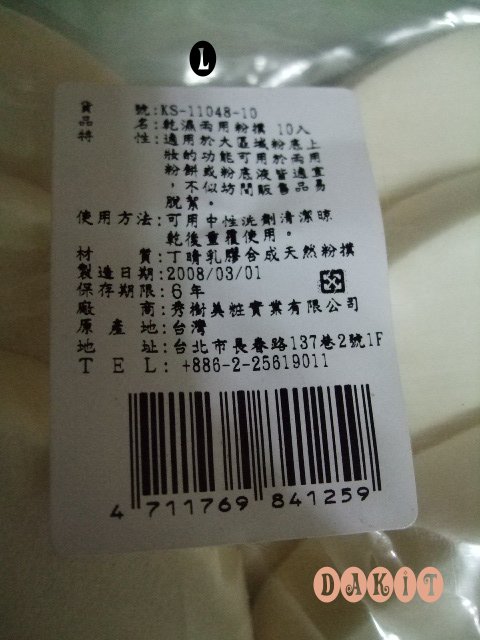 L
貨　　號:KS-11048-10
品　　名:乾濕兩用粉撲 10入
特　　性:適用於大區域粉底上
妝的功能可用於兩用
粉餅或粉底液皆適宜
，不似坊間販售品易
脫絮。
使用方法:可用中性洗劑清潔晾
乾後重覆使用。
材　　質:丁晴乳膠合成天然粉撲
製造日期:2008/03/01
保存期限:6年
廠　　商:秀樹美粧實業有限公司
原 產 地:台灣
地　　址:台北市長春路137巷2號1F
T E L:+886-2-25619011
4 711769 841259
DAKiT